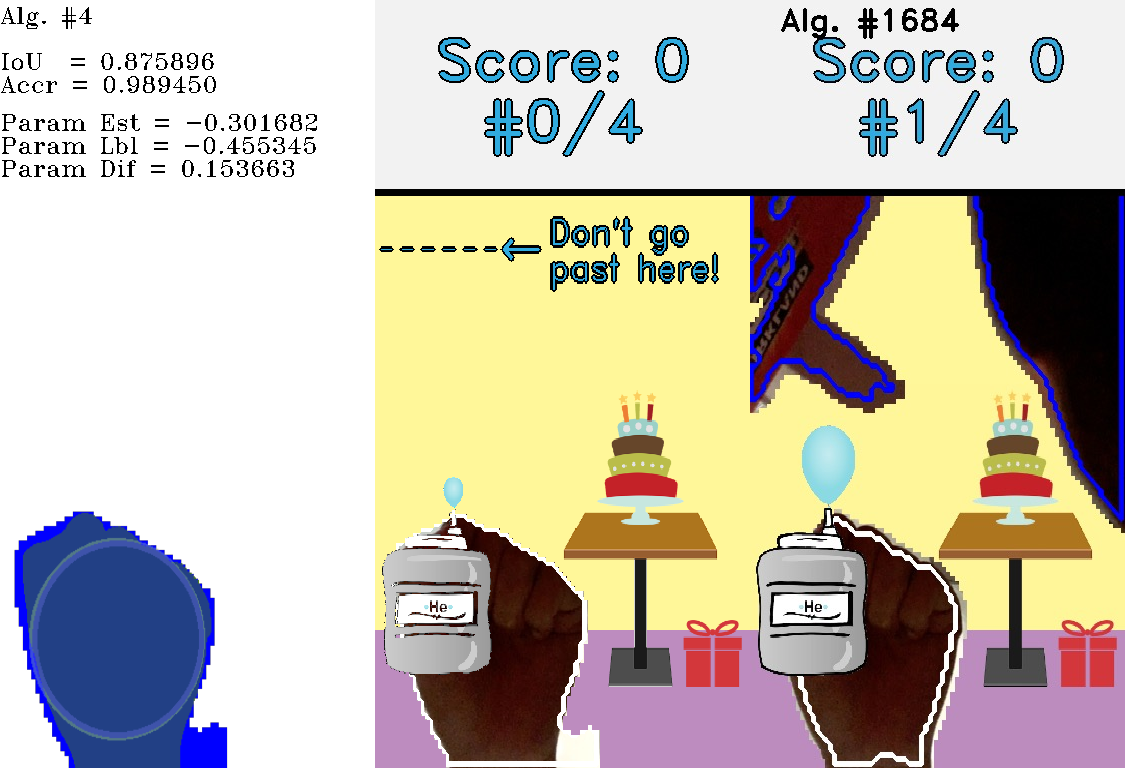 Alg. #4
IoU = 0.875896
Accr = 0.989450
Param Est = −0.301682
Param Lbl = −0.455345
Param Dif = 0.153663
Score: 0
#0/4
Don't go
past here!
He
Alg. #1684
Score: 0
#1/4
He